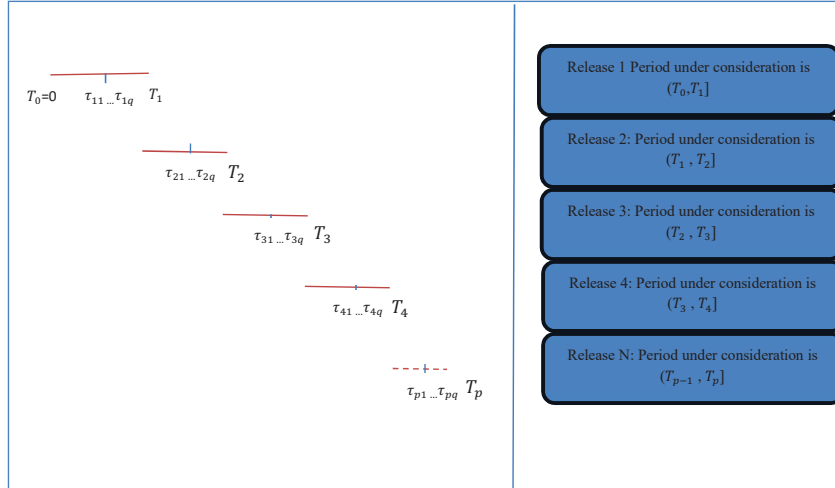 T₀=0 τ₁₁ ... τ₁q T₁
τ₂₁ ... τ₂q T₂
τ₃₁ ... τ₃q T₃
τ₄₁ ... τ₄q T₄
τₚ₁ ... τₚq Tₚ
Release 1 Period under consideration is
(T₀,T₁]
Release 2: Period under consideration is
(T₁ , T₂]
Release 3: Period under consideration is
(T₂ , T₃]
Release 4: Period under consideration is
(T₃ , T₄]
Release N: Period under consideration is
(Tₚ₋₁ , Tₚ]